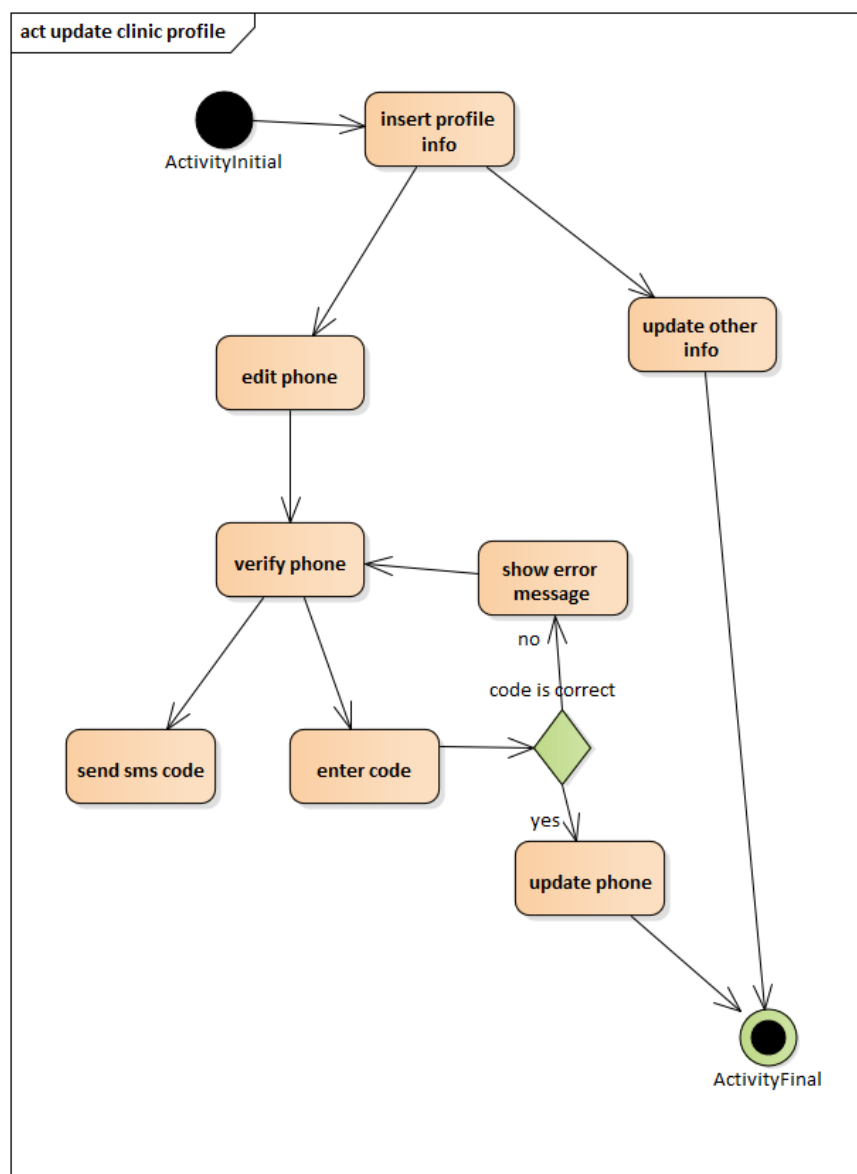 act update clinic profile
insert profile
info
ActivityInitial
update other
info
edit phone
verify phone
show error
message
no
code is correct
send sms code
enter code
yes
update phone
ActivityFinal